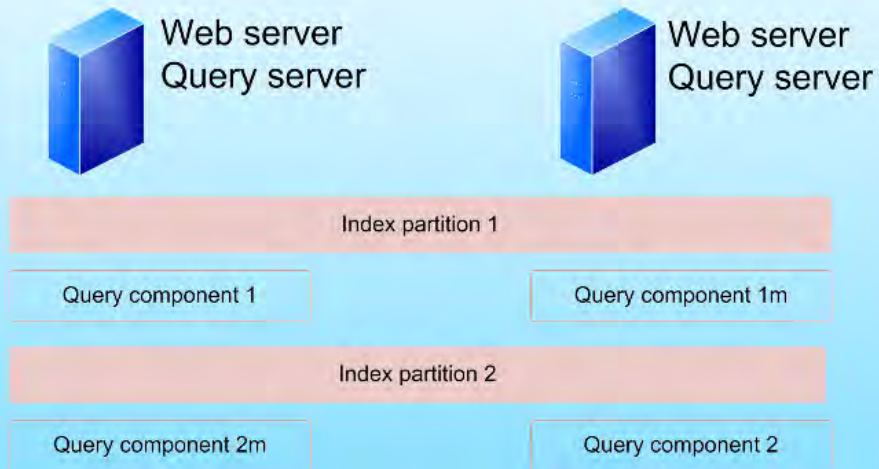 Web server
Query server
Web server
Query server
Index partition 1
Query component 1
Query component 1m
Index partition 2
Query component 2m
Query component 2